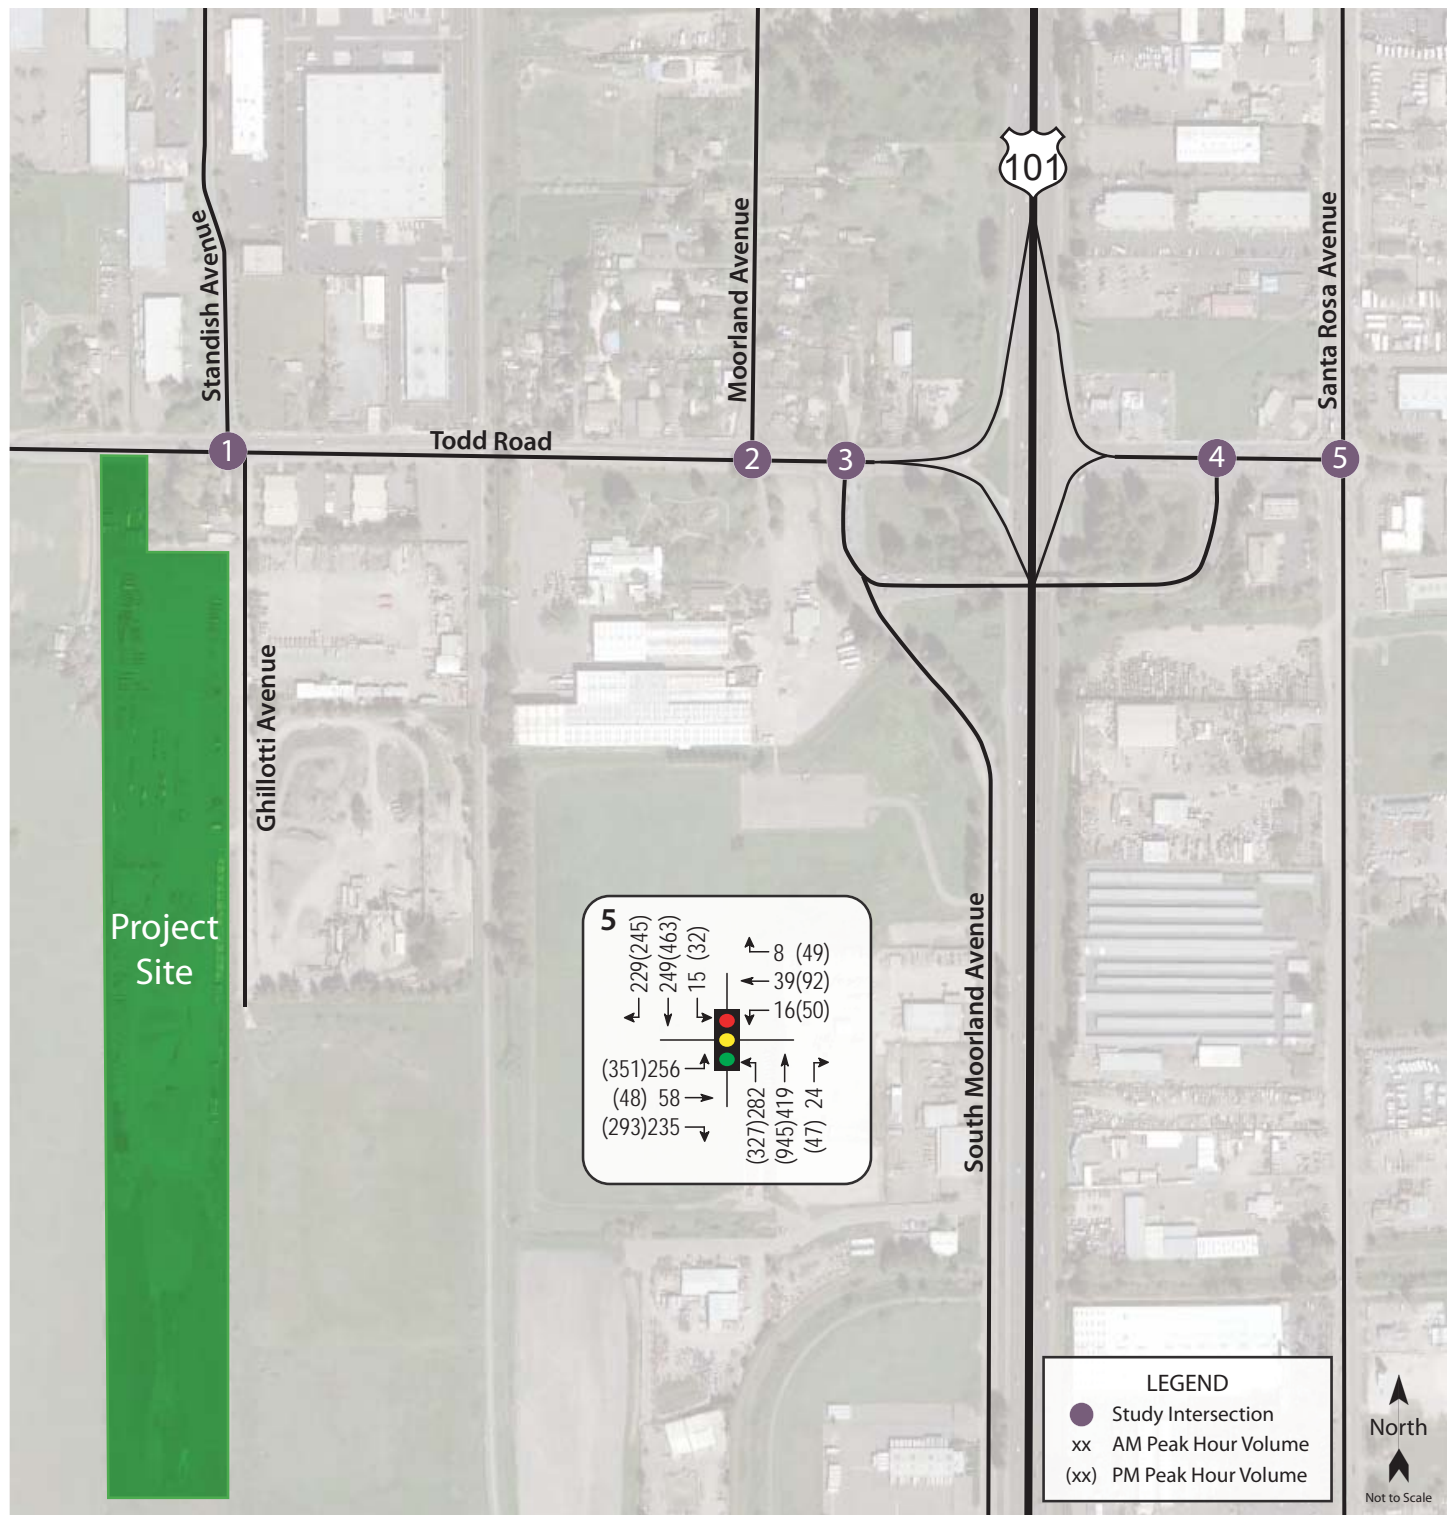 101
Standish Avenue
Moorland Avenue
Santa Rosa Avenue
Todd Road
1
2
3
4
5
Ghillotti Avenue
South Moorland Avenue
Project
Site
5
229(245)
249(463)
15 (32)
8 (49)
39(92)
16(50)
(351)256
(48) 58
(293)235
(327)282
(945)419
(47) 24
LEGEND
Study Intersection
xx AM Peak Hour Volume
(xx) PM Peak Hour Volume
North
Not to Scale